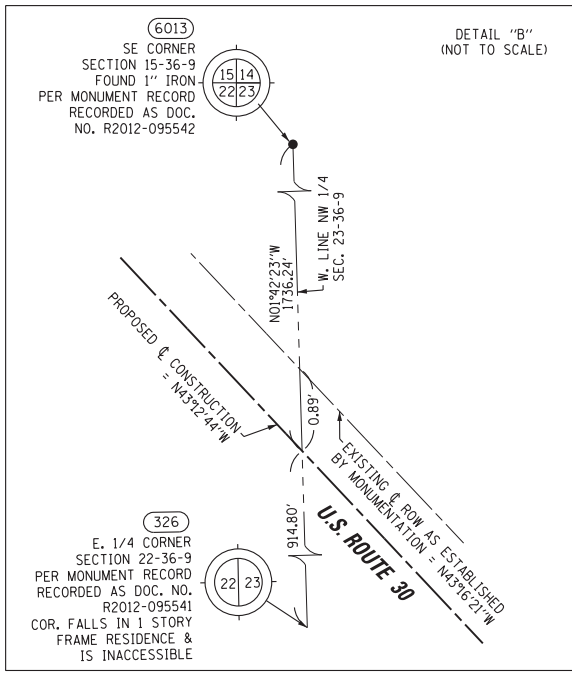 DETAIL "B"
(NOT TO SCALE)
6013
SE CORNER
SECTION 15-36-9
FOUND 1" IRON
PER MONUMENT RECORD
RECORDED AS DOC.
NO. R2012-095542
15 14
22 23
W. LINE NW 1/4
SEC. 23-36-9
N01°42'23"W
1736.24'
PROPOSED ℄ CONSTRUCTION
= N43°12'44"W
0.89'
EXISTING ℄ ROW AS ESTABLISHED
BY MONUMENTATION = N43°16'21"W
U.S. ROUTE 30
914.80'
326
E. 1/4 CORNER
SECTION 22-36-9
PER MONUMENT RECORD
RECORDED AS DOC. NO.
R2012-095541
COR. FALLS IN 1 STORY
FRAME RESIDENCE &
IS INACCESSIBLE
22 23